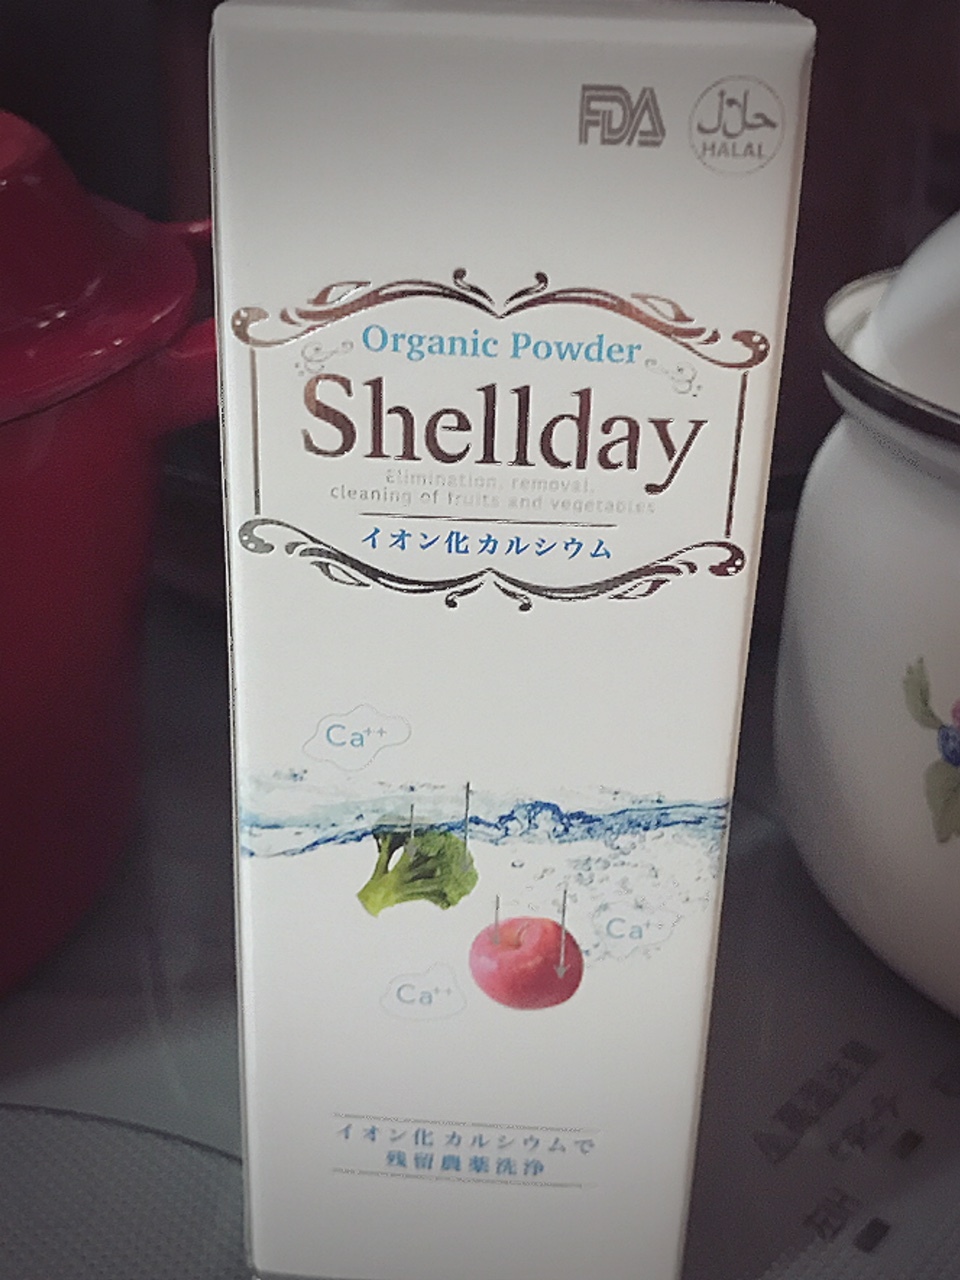 FDA
حلال
HALAL
Organic Powder
Shellday
Elimination, removal,
cleaning of fruits and vegetables
イオン化カルシウム
Ca++
Ca+
Ca++
イオン化カルシウムで
残留農薬洗浄